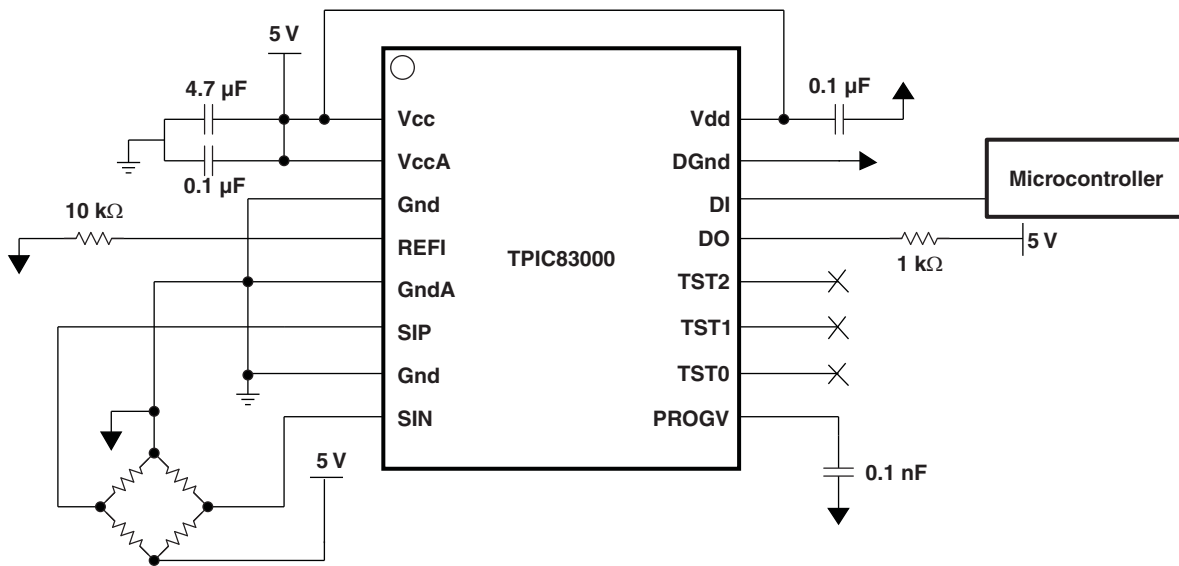 5 V
4.7 µF
0.1 µF
10 kΩ
Vcc
VccA
Gnd
REFI
GndA
SIP
Gnd
SIN
5 V
TPIC83000
Vdd
DGnd
DI
DO
TST2
TST1
TST0
PROGV
0.1 µF
Microcontroller
5 V
1 kΩ
0.1 nF